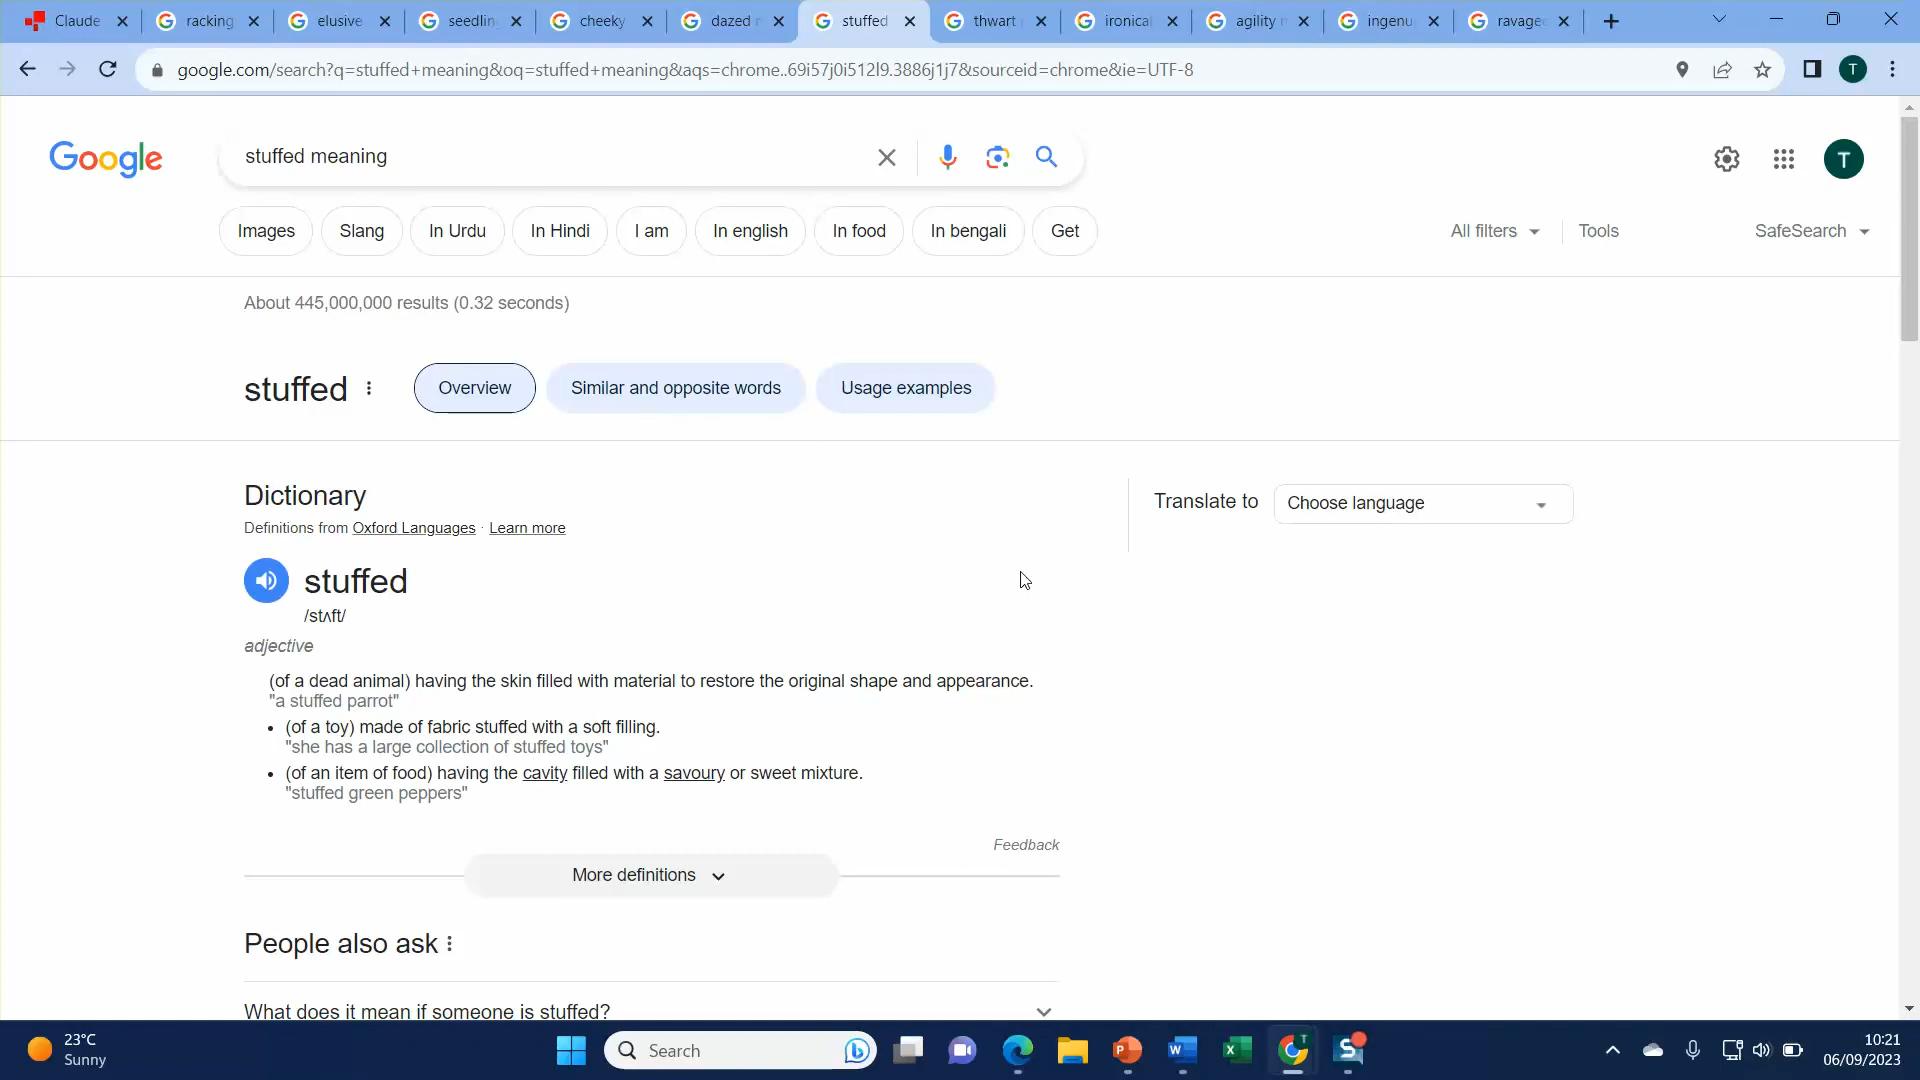 Claude racking elusive seedlin cheeky dazed stuffed thwart ironical agility ingenu ravaged
google.com/search?q=stuffed+meaning&oq=stuffed+meaning&aqs=chrome..69i57j0i512l9.3886j1j7&sourceid=chrome&ie=UTF-8 T
Google stuffed meaning T
Images Slang In Urdu In Hindi I am In english In food In bengali Get All filters Tools SafeSearch
About 445,000,000 results (0.32 seconds)
stuffed Overview Similar and opposite words Usage examples
Dictionary
Definitions from Oxford Languages · Learn more
Translate to Choose language
stuffed
/stʌft/
adjective
(of a dead animal) having the skin filled with material to restore the original shape and appearance.
"a stuffed parrot"
• (of a toy) made of fabric stuffed with a soft filling.
"she has a large collection of stuffed toys"
• (of an item of food) having the cavity filled with a savoury or sweet mixture.
"stuffed green peppers"
Feedback
More definitions
People also ask
What does it mean if someone is stuffed?
23°C
Sunny
Search
10:21
06/09/2023